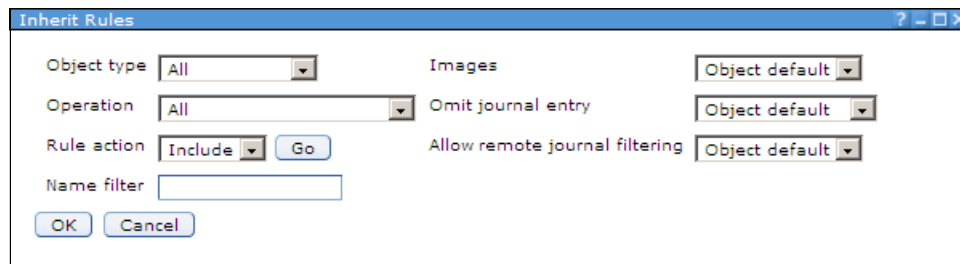 Inherit Rules ? – □ ×
Object type All Images Object default
Operation All Omit journal entry Object default
Rule action Include Go Allow remote journal filtering Object default
Name filter
OK Cancel